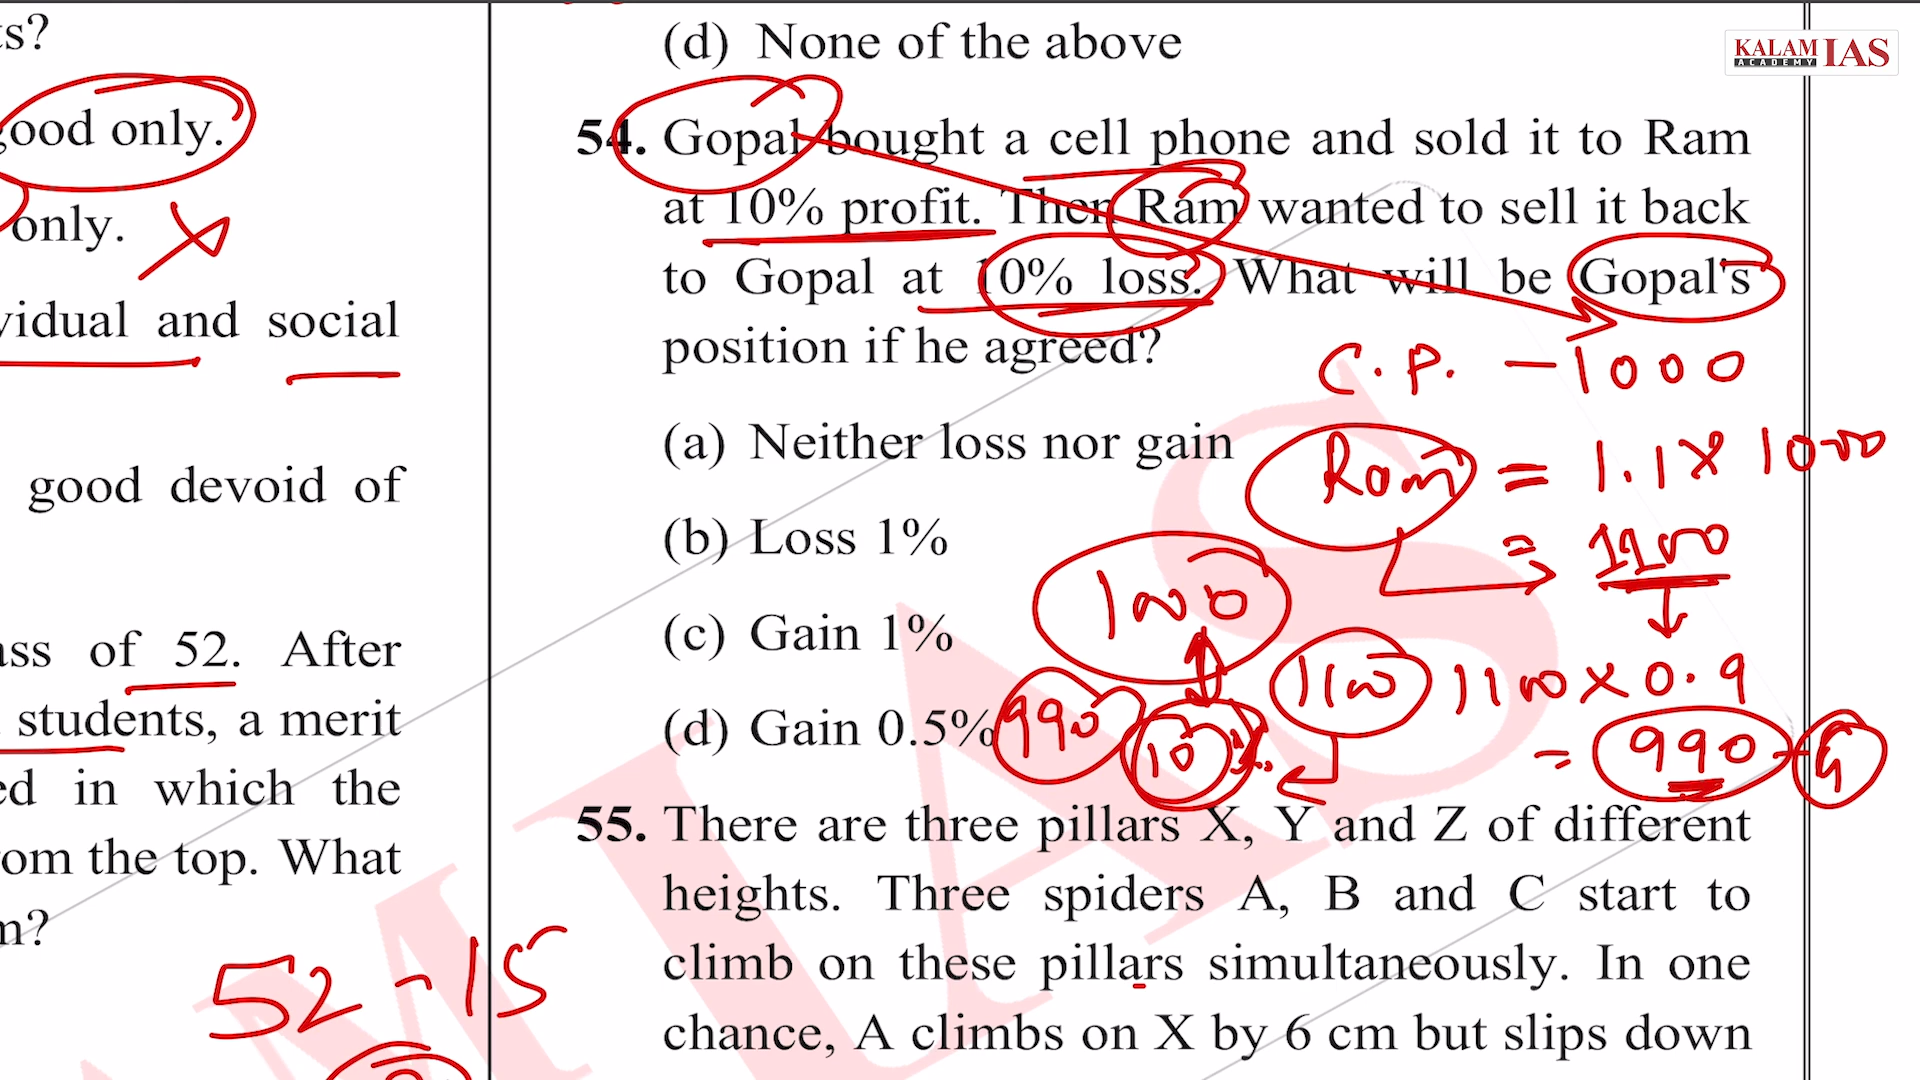 ts?
good only.
only.
vidual and social
good devoid of
ass of 52. After
students, a merit
ed in which the
rom the top. What
m?
52 - 15
(d) None of the above
54. Gopal bought a cell phone and sold it to Ram
at 10% profit. Then Ram wanted to sell it back
to Gopal at 10% loss. What will be Gopal's
position if he agreed?
C.P. - 1000
(a) Neither loss nor gain
Ram = 1.1 x 1000
= 1100
(b) Loss 1%
1000
(c) Gain 1%
1100 1100 x 0.9
(d) Gain 0.5%
990 10
= 990 - G
55. There are three pillars X, Y and Z of different
heights. Three spiders A, B and C start to
climb on these pillars simultaneously. In one
chance, A climbs on X by 6 cm but slips down
KALAM IAS
ACADEMY